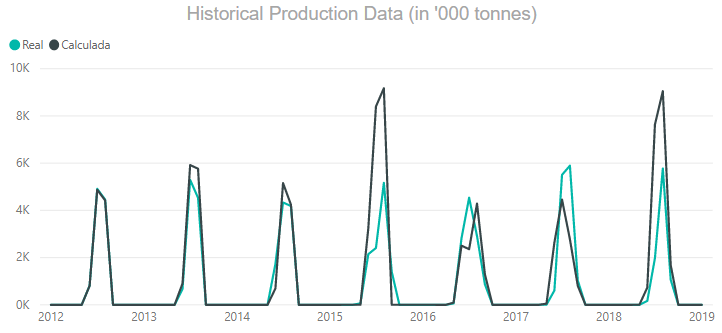 Historical Production Data (in '000 tonnes)
Real Calculada
10K
8K
6K
4K
2K
0K
2012 2013 2014 2015 2016 2017 2018 2019